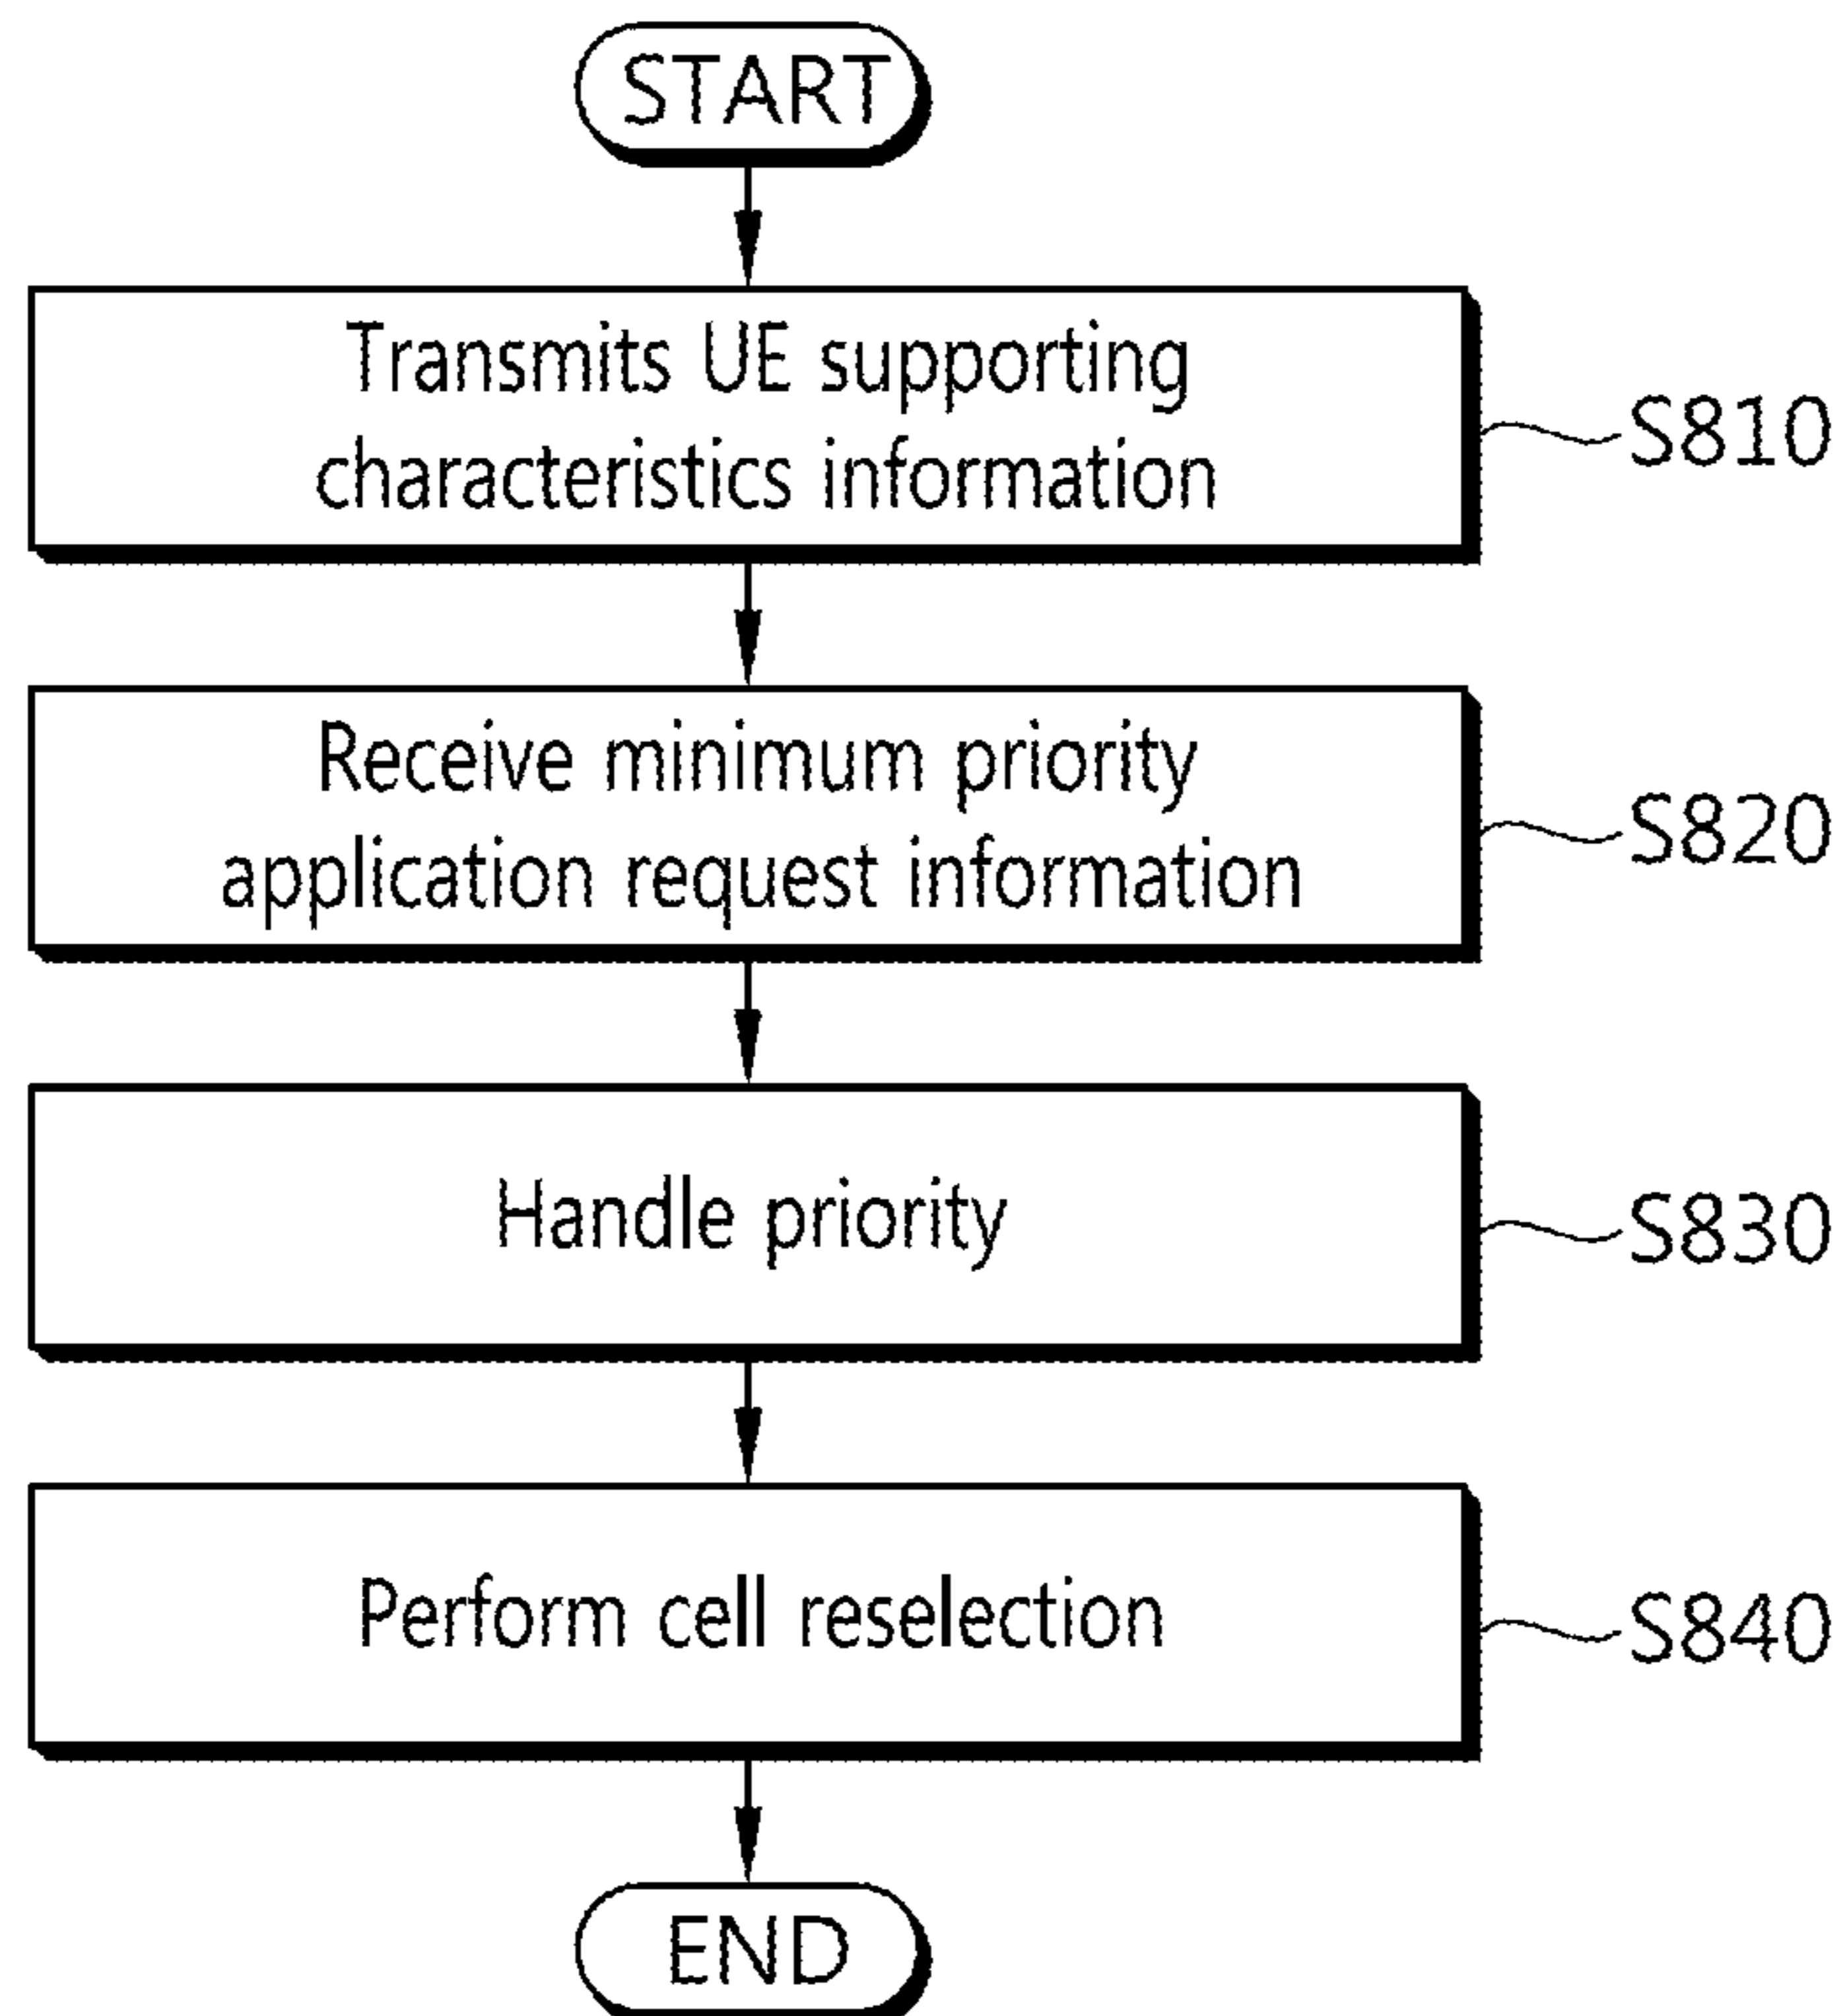 START
Transmits UE supporting
characteristics information
S810
Receive minimum priority
application request information
S820
Handle priority
S830
Perform cell reselection
S840
END